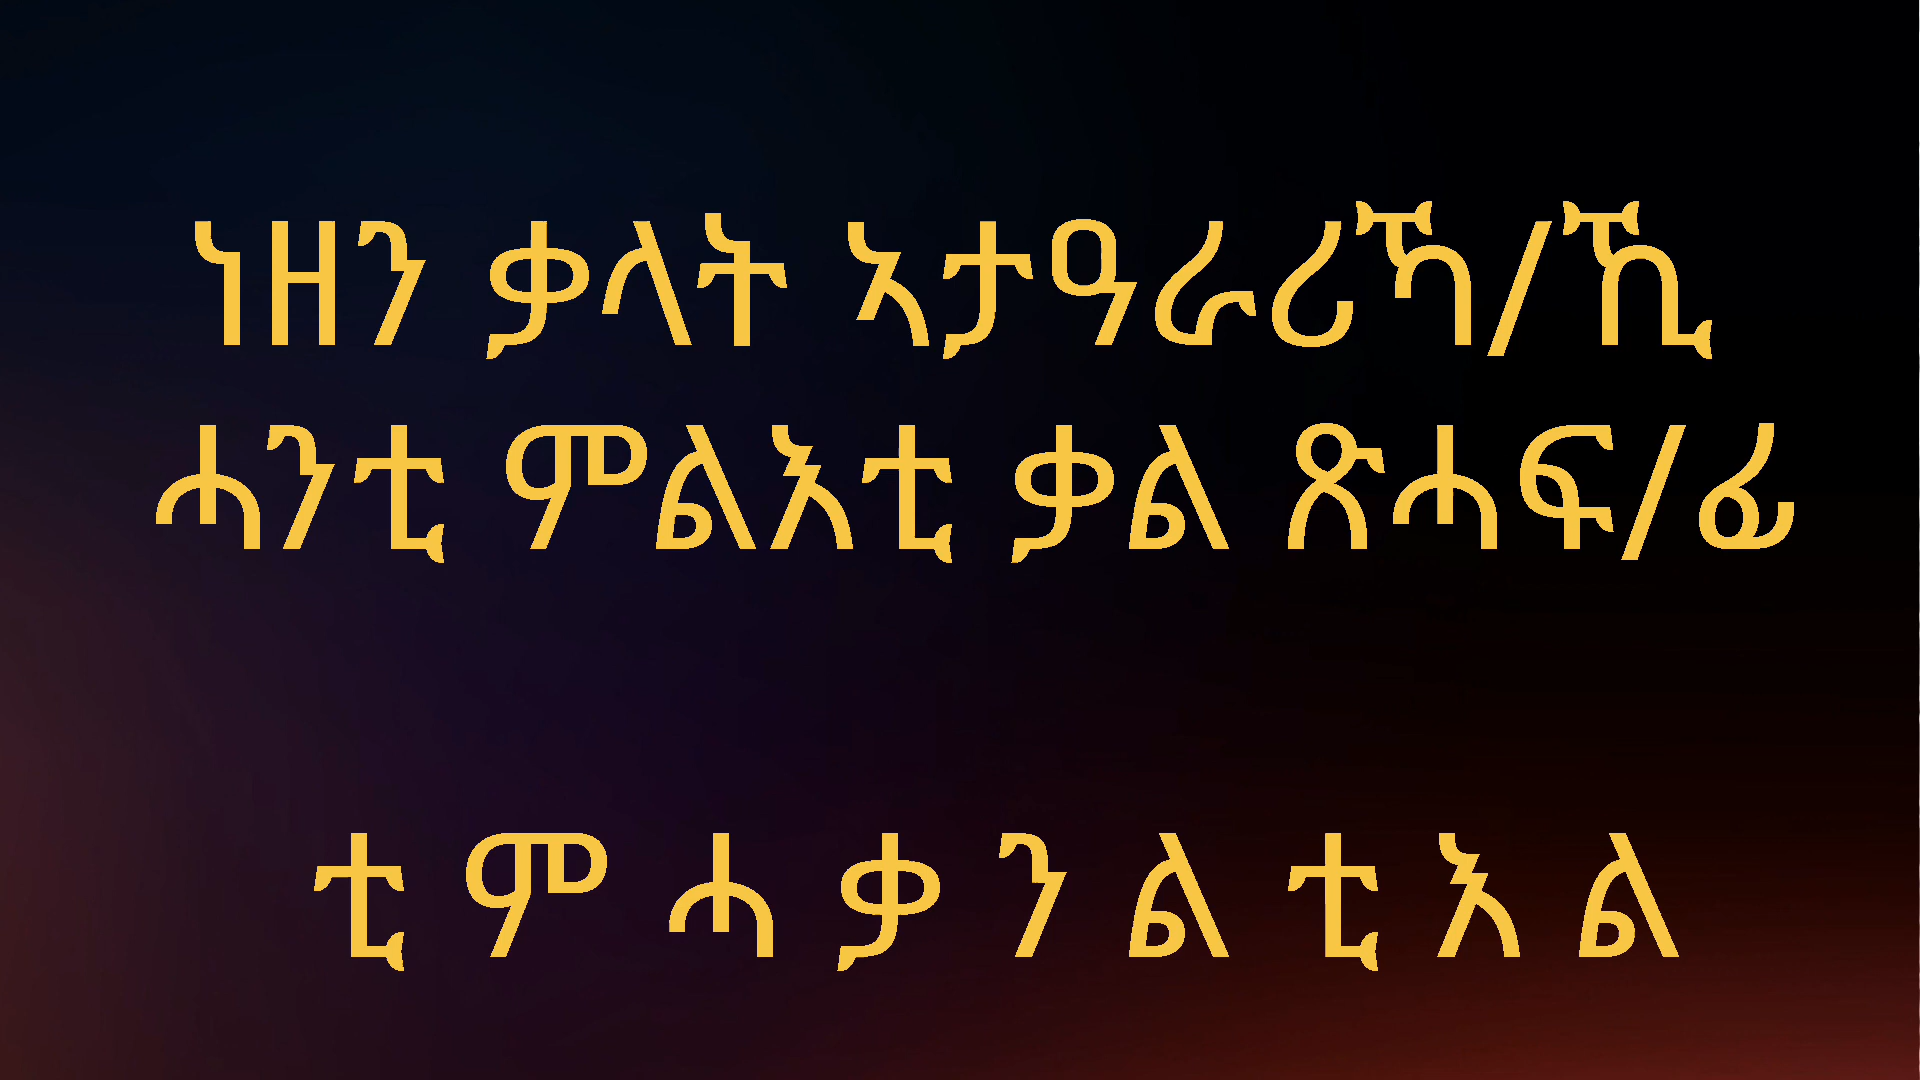 ነዘን ቃላት ኣታዓራሪኻ/ኺ
ሓንቲ ምልእቲ ቃል ጽሓፍ/ፊ
ቲ ም ሓ ቃ ን ል ቲ እ ል